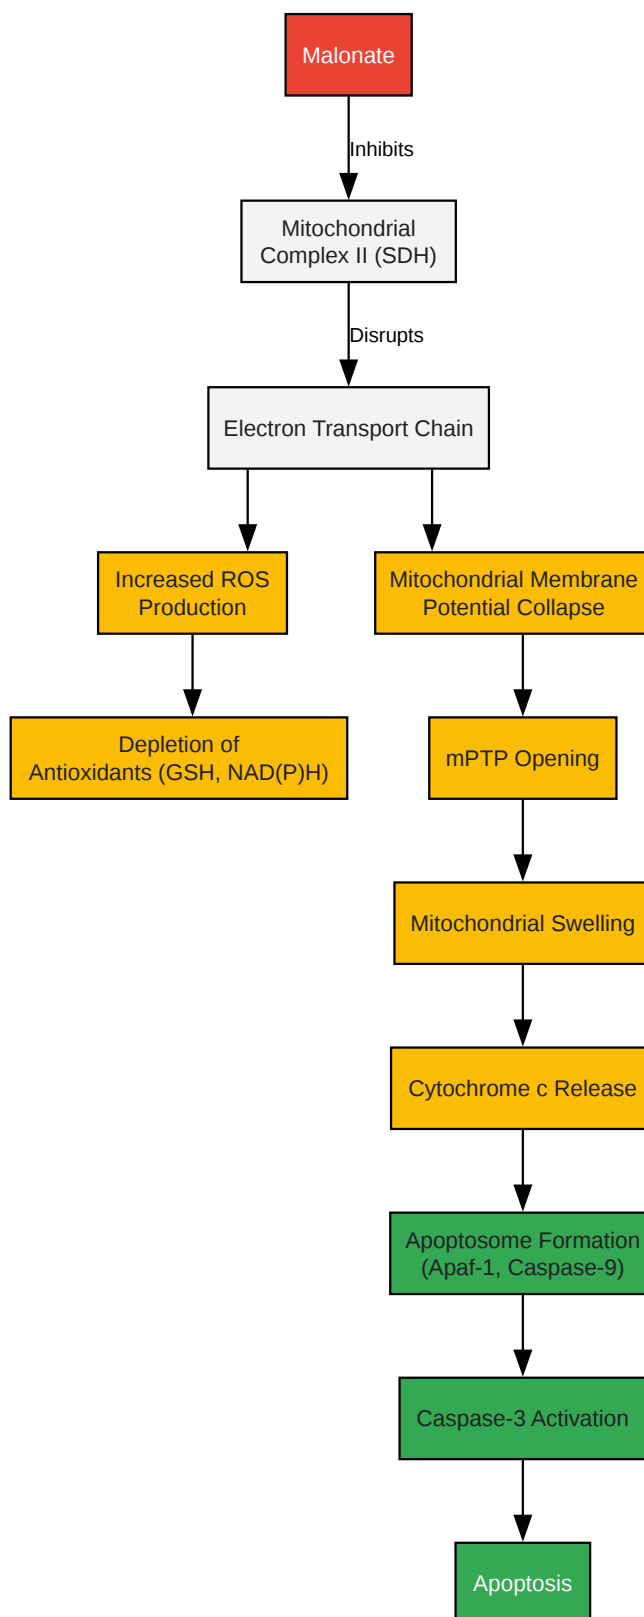 Malonate
Inhibits
Mitochondrial
Complex II (SDH)
Disrupts
Electron Transport Chain
Increased ROS
Production
Mitochondrial Membrane
Potential Collapse
Depletion of
Antioxidants (GSH, NAD(P)H)
mPTP Opening
Mitochondrial Swelling
Cytochrome c Release
Apoptosome Formation
(Apaf-1, Caspase-9)
Caspase-3 Activation
Apoptosis